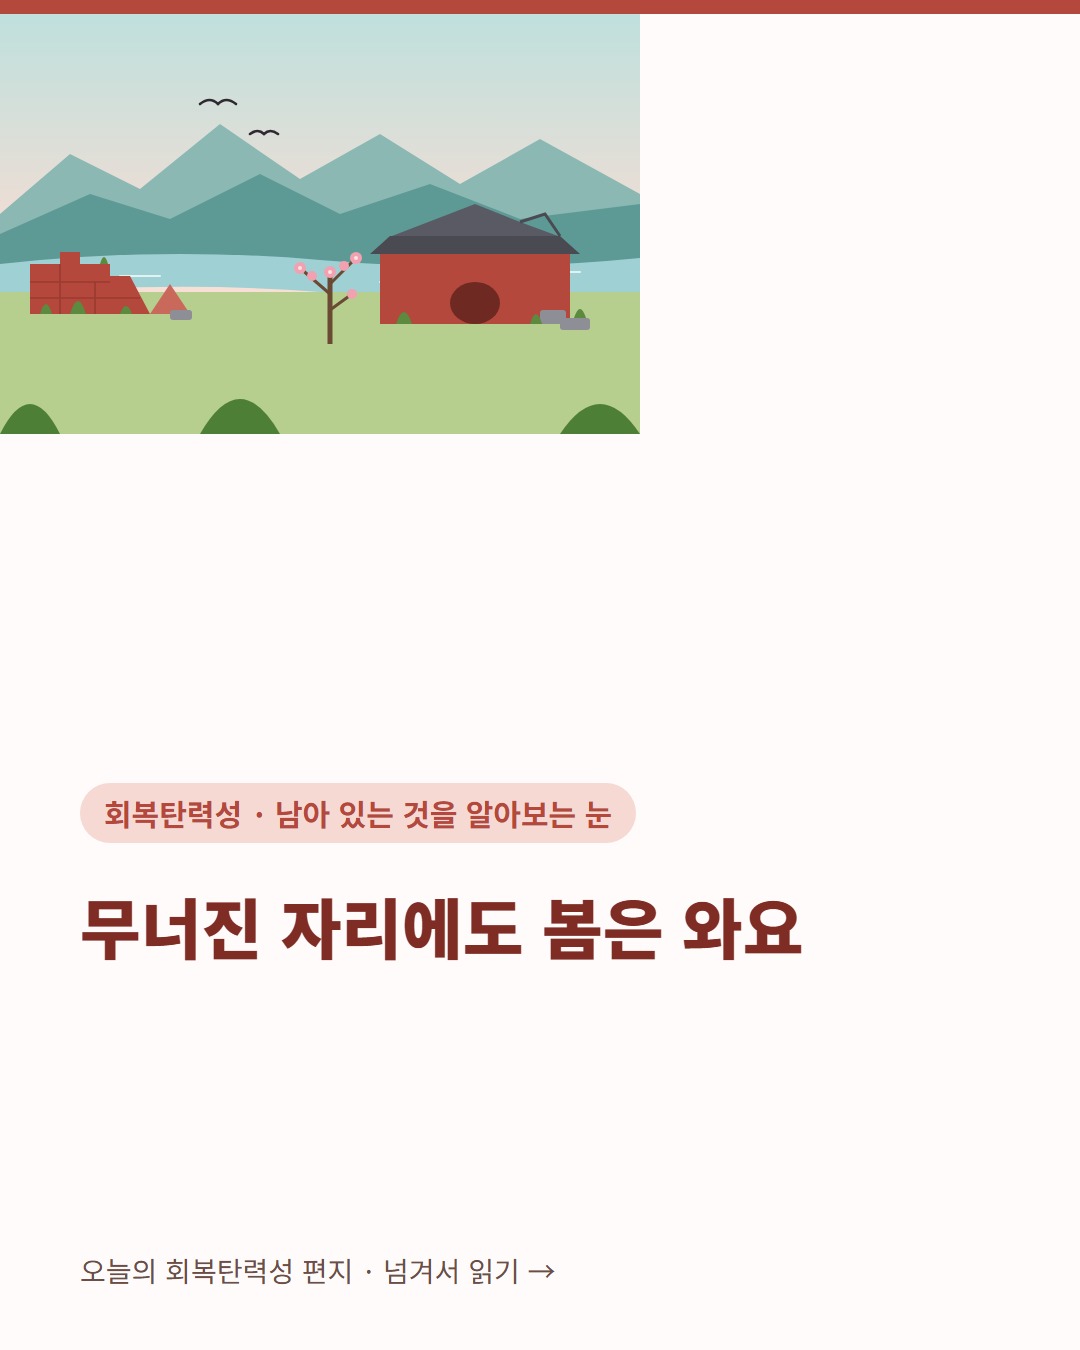 회복탄력성 · 남아 있는 것을 알아보는 눈
무너진 자리에도 봄은 와요
오늘의 회복탄력성 편지 · 넘겨서 읽기 →